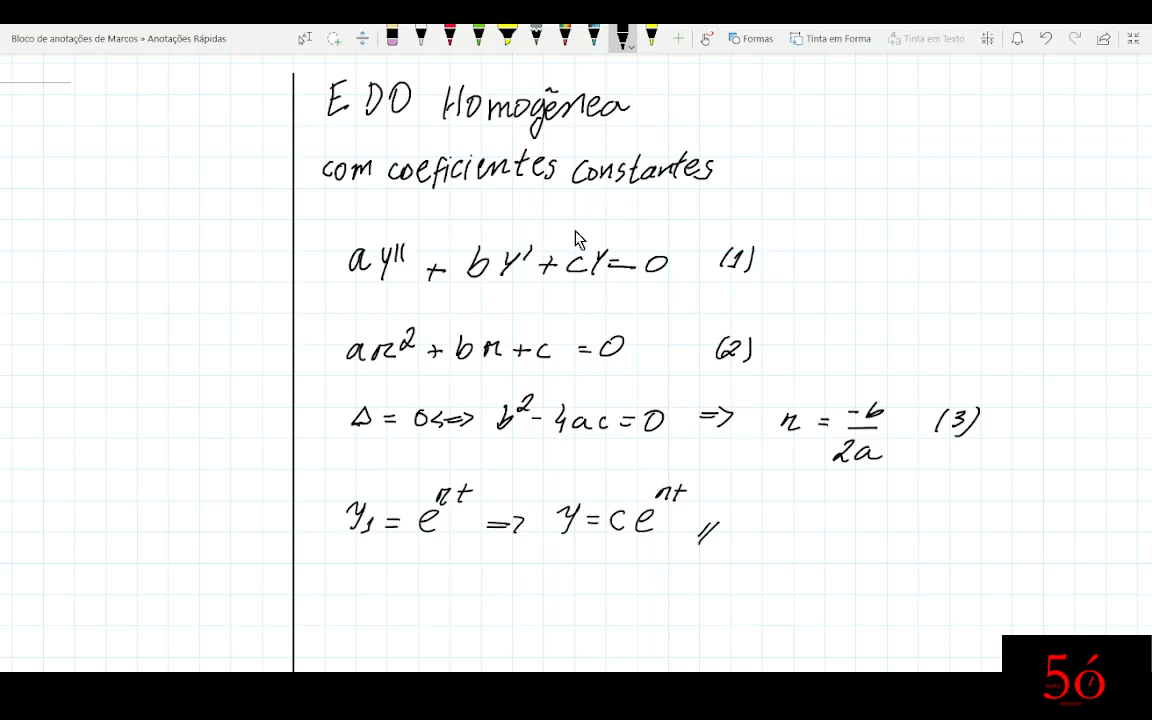 Bloco de anotações de Marcos » Anotações Rápidas
Formas
Tinta em Forma
Tinta em Texto
EDO Homogênea
com coeficientes constantes
ay'' + by' + cy = 0 (1)
ar² + br + c = 0 (2)
Δ = 0 <=> b² - 4ac = 0 => r = -b/2a (3)
y₁ = e^rt => y = ce^rt //
5ó